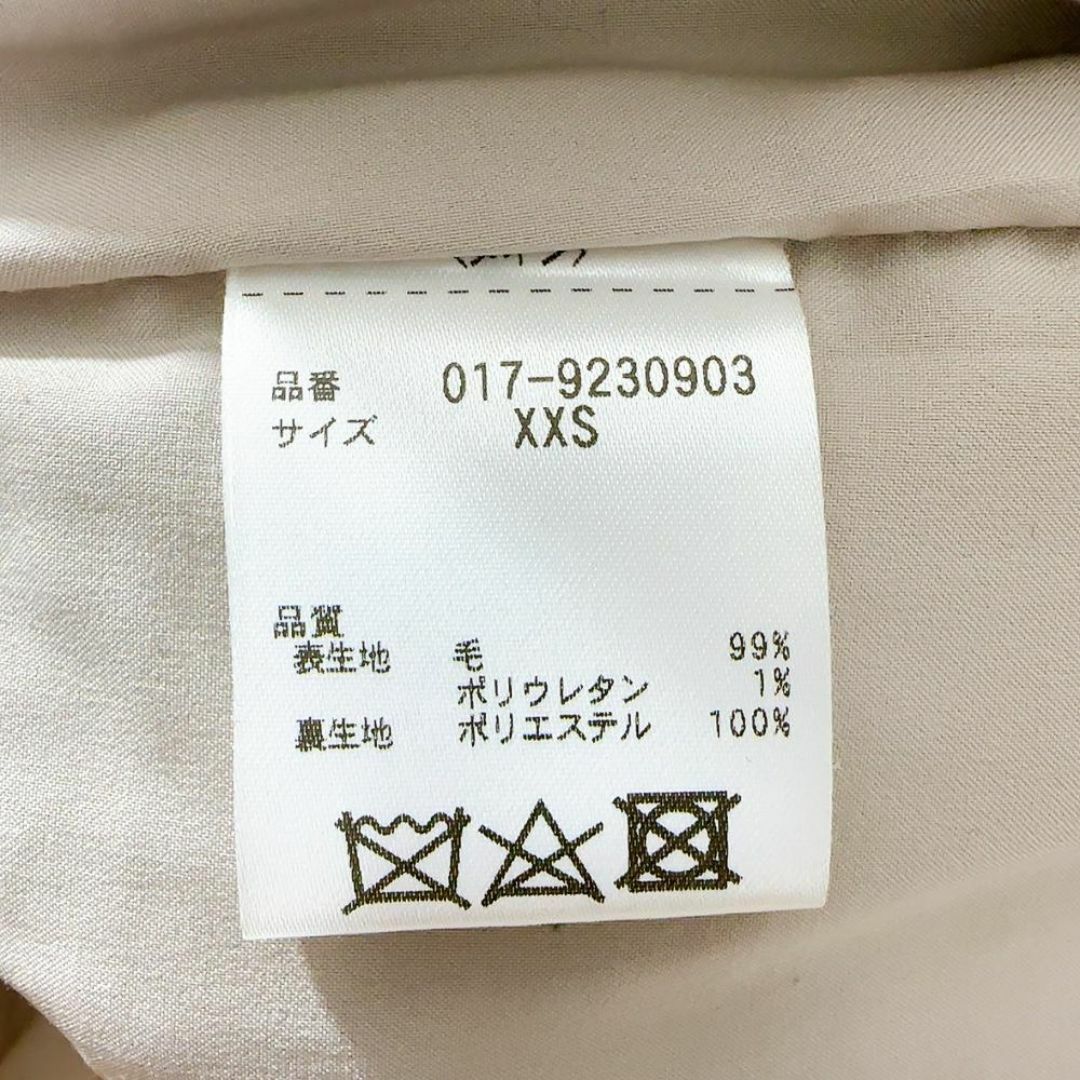 品番 017-9230903
サイズ XXS
品質
表生地 毛 99%
ポリウレタン 1%
裏生地 ポリエステル 100%